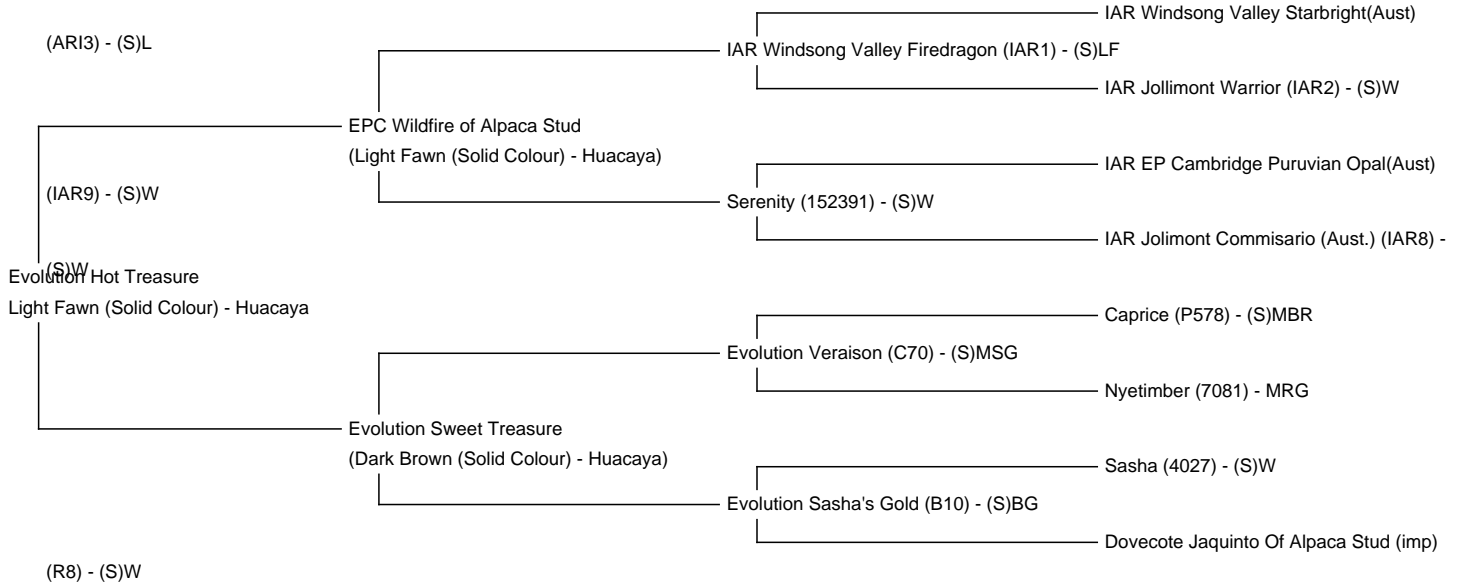 IAR Windsong Valley Starbright(Aust)
(ARI3) - (S)L
IAR Windsong Valley Firedragon (IAR1) - (S)LF
IAR Jollimont Warrior (IAR2) - (S)W
EPC Wildfire of Alpaca Stud
(Light Fawn (Solid Colour) - Huacaya)
IAR EP Cambridge Puruvian Opal(Aust)
(IAR9) - (S)W
Serenity (152391) - (S)W
IAR Jolimont Commisario (Aust.) (IAR8) -
(S)W
Evolution Hot Treasure
Light Fawn (Solid Colour) - Huacaya
Caprice (P578) - (S)MBR
Evolution Veraison (C70) - (S)MSG
Nyetimber (7081) - MRG
Evolution Sweet Treasure
(Dark Brown (Solid Colour) - Huacaya)
Sasha (4027) - (S)W
Evolution Sasha's Gold (B10) - (S)BG
Dovecote Jaquinto Of Alpaca Stud (imp)
(R8) - (S)W